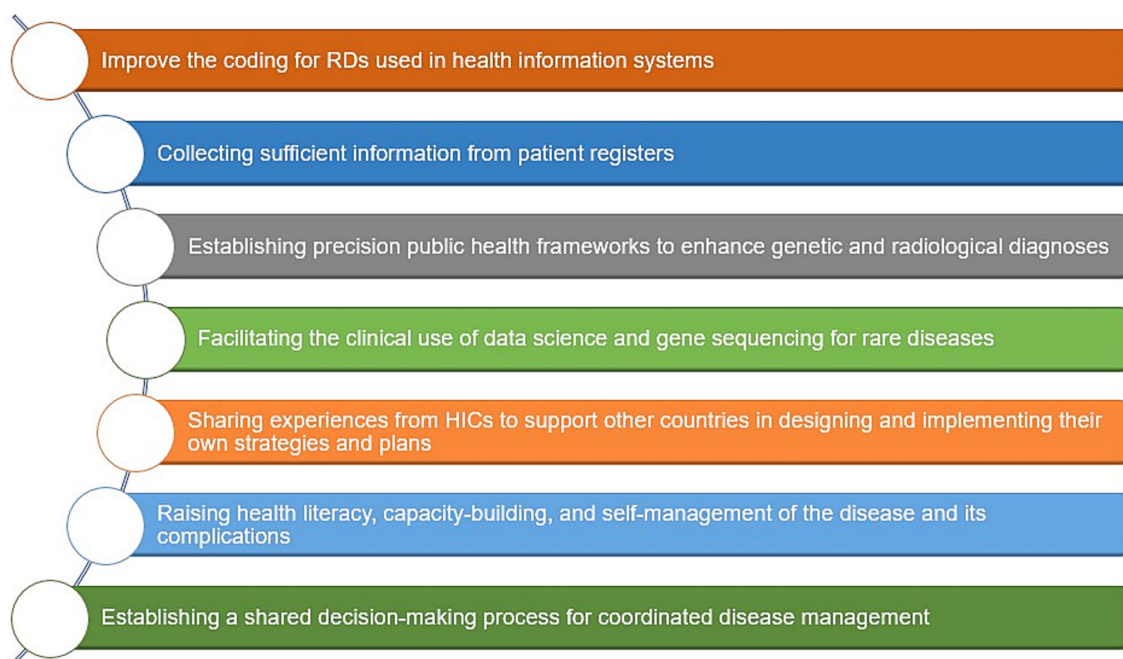 Improve the coding for RDs used in health information systems
Collecting sufficient information from patient registers
Establishing precision public health frameworks to enhance genetic and radiological diagnoses
Facilitating the clinical use of data science and gene sequencing for rare diseases
Sharing experiences from HICs to support other countries in designing and implementing their
own strategies and plans
Raising health literacy, capacity-building, and self-management of the disease and its
complications
Establishing a shared decision-making process for coordinated disease management